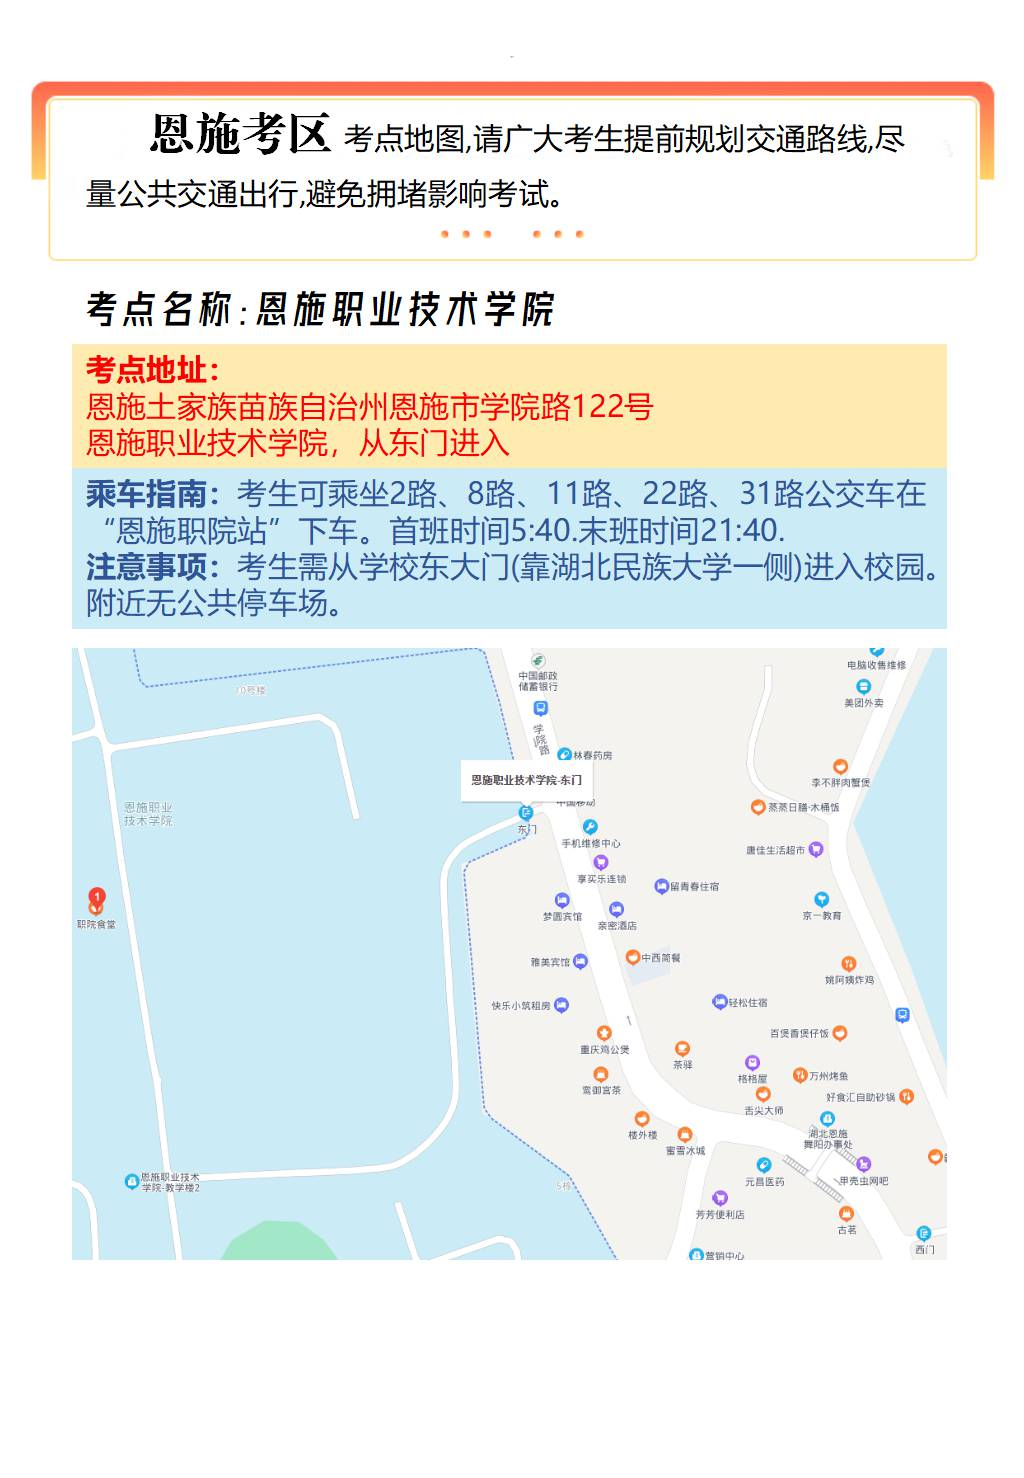 恩施考区 考点地图,请广大考生提前规划交通路线,尽
量公共交通出行,避免拥堵影响考试。
考点名称:恩施职业技术学院
考点地址：
恩施土家族苗族自治州恩施市学院路122号
恩施职业技术学院，从东门进入
乘车指南：考生可乘坐2路、8路、11路、22路、31路公交车在
“恩施职院站”下车。首班时间5:40.末班时间21:40.
注意事项：考生需从学校东大门(靠湖北民族大学一侧)进入校园。
附近无公共停车场。
电脑收售维修
中国邮政
储蓄银行
10号楼
美团外卖
学院路
林春药房
恩施职业技术学院-东门
李不胖肉蟹煲
中国移动
蒸蒸日膳·木桶饭
恩施职业
技术学院
东门
手机维修中心
唐佳生活超市
享买乐连锁
留青春住宿
1
职院食堂
梦圆宾馆
亲密酒店
京一教育
雅美宾馆
中西简餐
姚阿姨炸鸡
快乐小筑租房
轻松住宿
百煲香煲仔饭
重庆鸡公煲
茶驿
格格屋
万州烤鱼
鸾御宫茶
好食汇自助砂锅
舌尖大师
楼外楼
湖北恩施
舞阳办事处
蜜雪冰城
恩施职业技术
学院-教学楼2
5栋
元昌医药
甲壳虫网吧
芳芳便利店
古茗
西门
营销中心